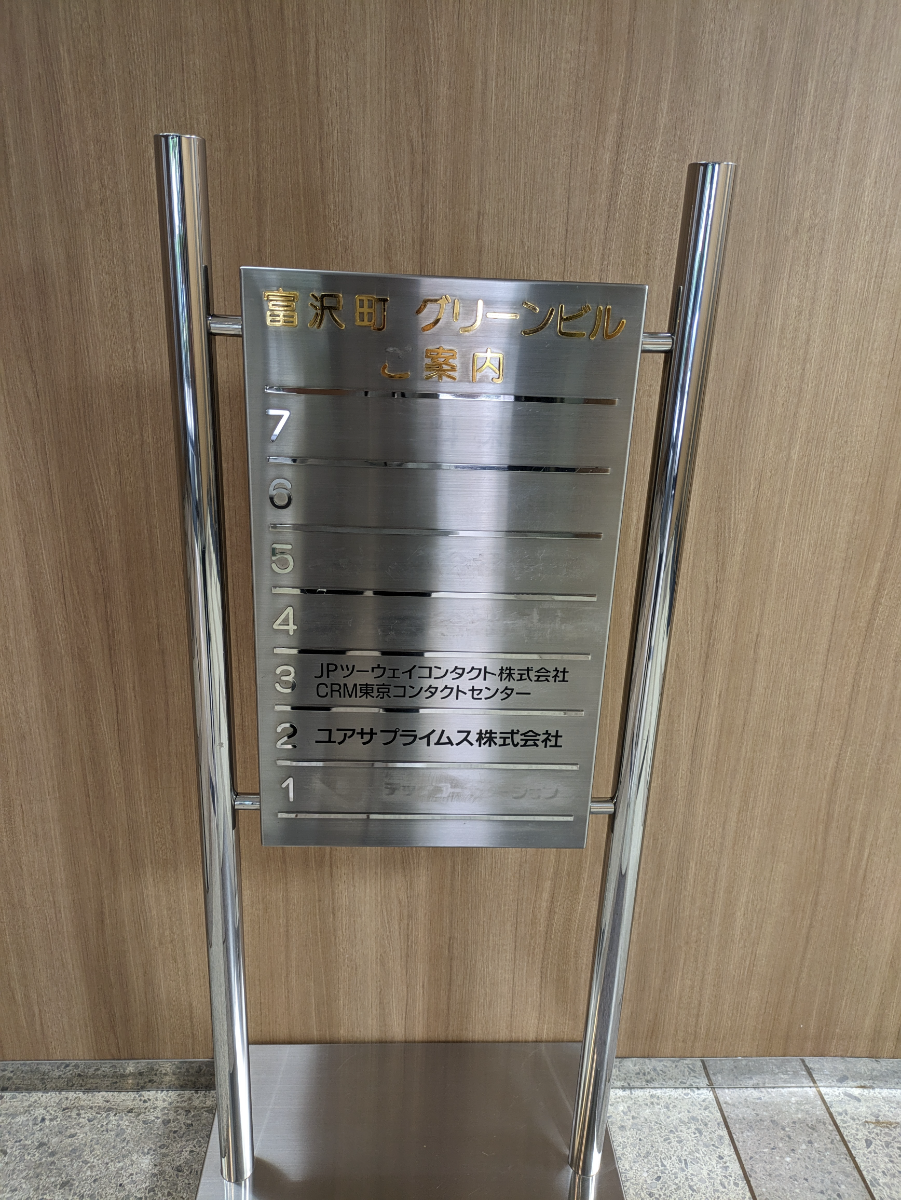 富沢町 グリーンビル
ご案内
7
6
5
4
3 JPツーウェイコンタクト株式会社
CRM東京コンタクトセンター
2 ユアサプライムス株式会社
1